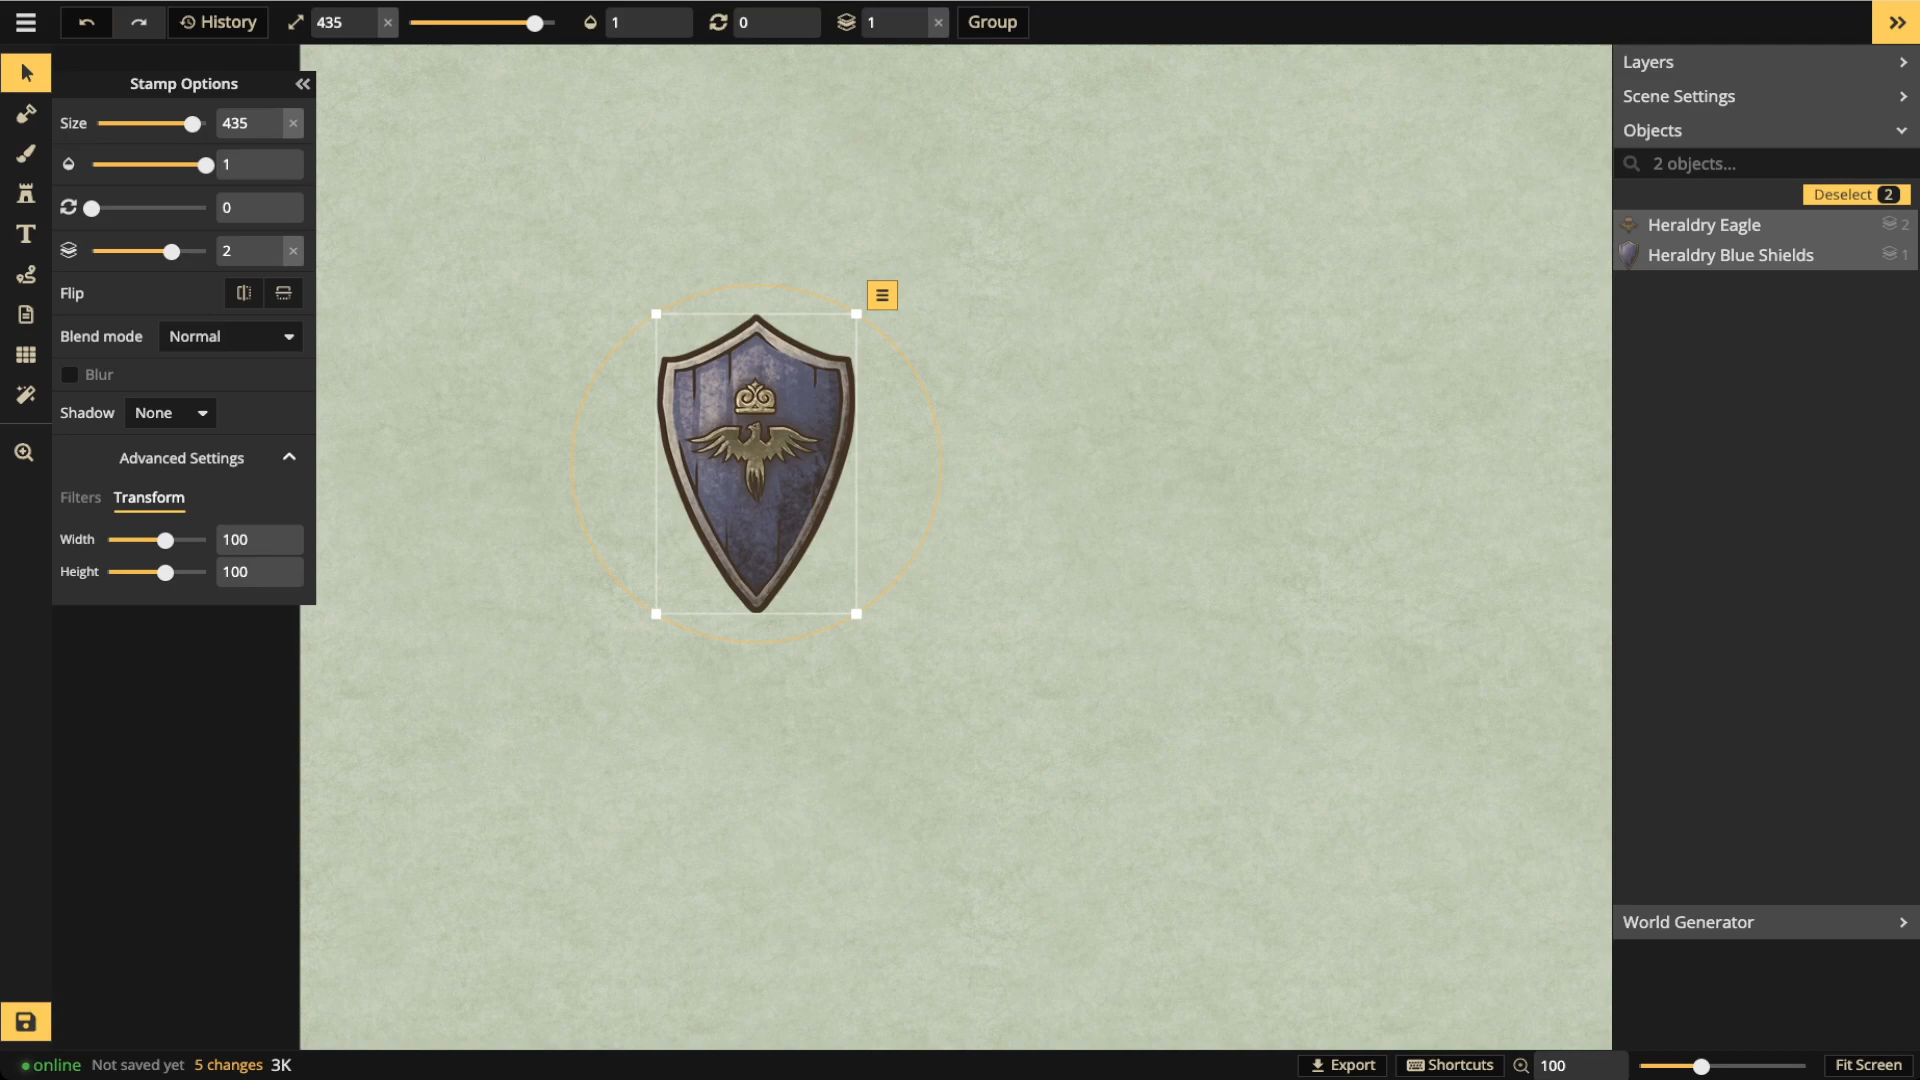 History
435
×
1
0
1
×
Group
Stamp Options
Size
435
×
1
0
2
×
Flip
Blend mode
Normal
Blur
Shadow
None
Advanced Settings
Filters
Transform
Width
100
Height
100
Layers
Scene Settings
Objects
2 objects...
Deselect 2
Heraldry Eagle
2
Heraldry Blue Shields
1
World Generator
online
Not saved yet
5 changes
3K
Export
Shortcuts
100
Fit Screen